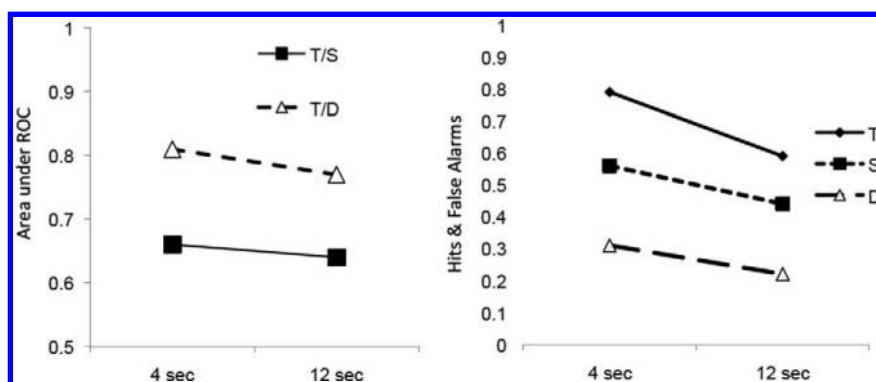 Area under ROC
1
0.9
0.8
0.7
0.6
0.5
4 sec
12 sec
T/S
T/D
Hits & False Alarms
1
0.9
0.8
0.7
0.6
0.5
0.4
0.3
0.2
0.1
0
4 sec
12 sec
T
S
D